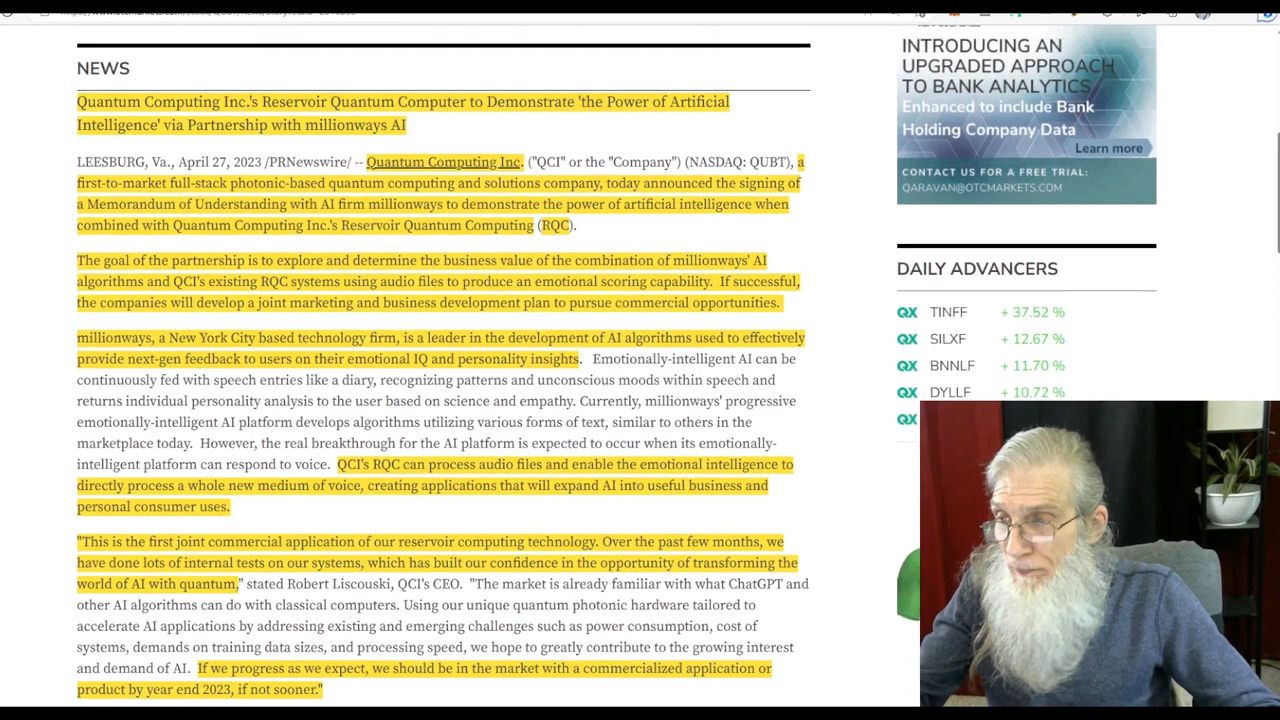 NEWS
Quantum Computing Inc.'s Reservoir Quantum Computer to Demonstrate 'the Power of Artificial
Intelligence' via Partnership with millionways AI
LEESBURG, Va., April 27, 2023 /PRNewswire/ -- Quantum Computing Inc. ("QCI" or the "Company") (NASDAQ: QUBT), a
first-to-market full-stack photonic-based quantum computing and solutions company, today announced the signing of
a Memorandum of Understanding with AI firm millionways to demonstrate the power of artificial intelligence when
combined with Quantum Computing Inc.'s Reservoir Quantum Computing (RQC).
The goal of the partnership is to explore and determine the business value of the combination of millionways' AI
algorithms and QCI's existing RQC systems using audio files to produce an emotional scoring capability. If successful,
the companies will develop a joint marketing and business development plan to pursue commercial opportunities.
millionways, a New York City based technology firm, is a leader in the development of AI algorithms used to effectively
provide next-gen feedback to users on their emotional IQ and personality insights. Emotionally-intelligent AI can be
continuously fed with speech entries like a diary, recognizing patterns and unconscious moods within speech and
returns individual personality analysis to the user based on science and empathy. Currently, millionways' progressive
emotionally-intelligent AI platform develops algorithms utilizing various forms of text, similar to others in the
marketplace today. However, the real breakthrough for the AI platform is expected to occur when its emotionally-
intelligent platform can respond to voice. QCI's RQC can process audio files and enable the emotional intelligence to
directly process a whole new medium of voice, creating applications that will expand AI into useful business and
personal consumer uses.
"This is the first joint commercial application of our reservoir computing technology. Over the past few months, we
have done lots of internal tests on our systems, which has built our confidence in the opportunity of transforming the
world of AI with quantum," stated Robert Liscouski, QCI's CEO. "The market is already familiar with what ChatGPT and
other AI algorithms can do with classical computers. Using our unique quantum photonic hardware tailored to
accelerate AI applications by addressing existing and emerging challenges such as power consumption, cost of
systems, demands on training data sizes, and processing speed, we hope to greatly contribute to the growing interest
and demand of AI. If we progress as we expect, we should be in the market with a commercialized application or
product by year end 2023, if not sooner."
INTRODUCING AN
UPGRADED APPROACH
TO BANK ANALYTICS
Enhanced to include Bank
Holding Company Data
Learn more
CONTACT US FOR A FREE TRIAL:
QARAVAN@OTCMARKETS.COM
DAILY ADVANCERS
QX TINFF + 37.52 %
QX SILXF + 12.67 %
QX BNNLF + 11.70 %
QX DYLLF + 10.72 %
QX